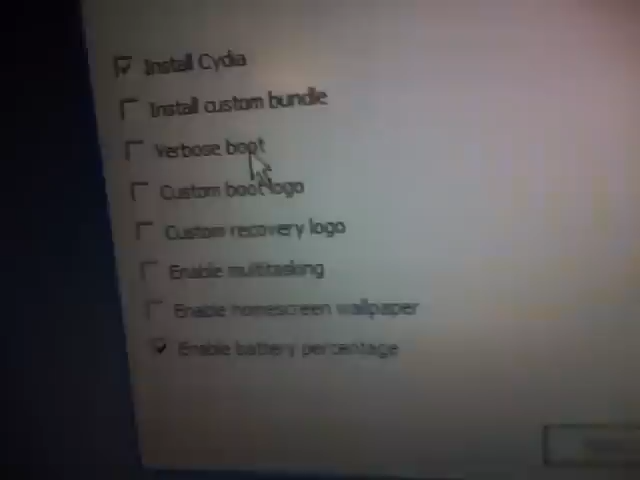 Install Cydia
Install custom bundle
Verbose boot
Custom boot logo
Custom recovery logo
Enable multitasking
Enable homescreen wallpaper
Enable battery percentage